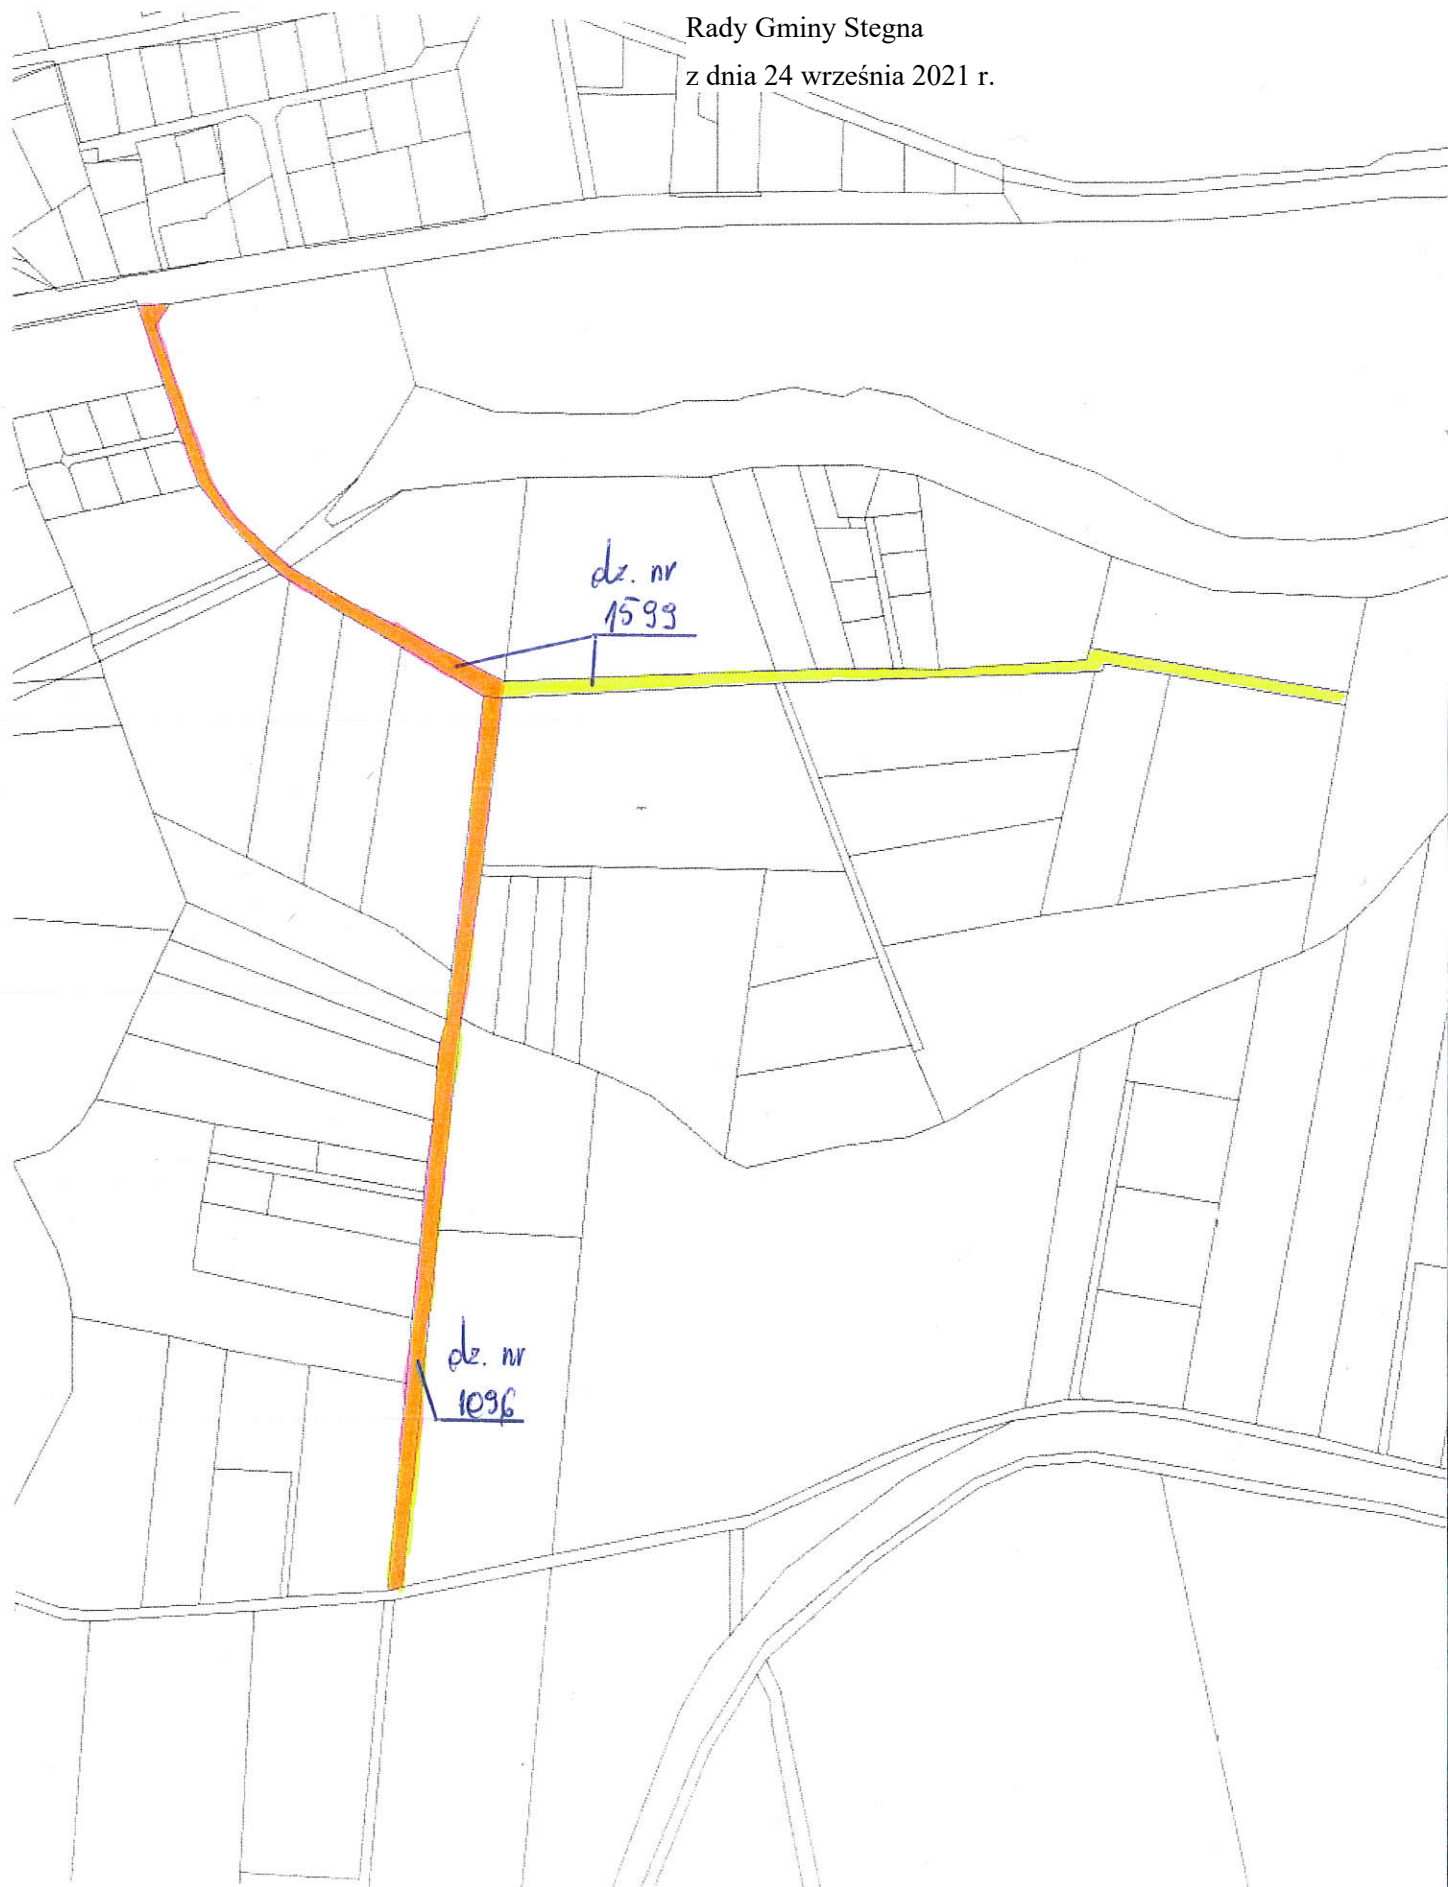 Rady Gminy Stegna
z dnia 24 września 2021 r.
dz. nr
1599
dz. nr
1096